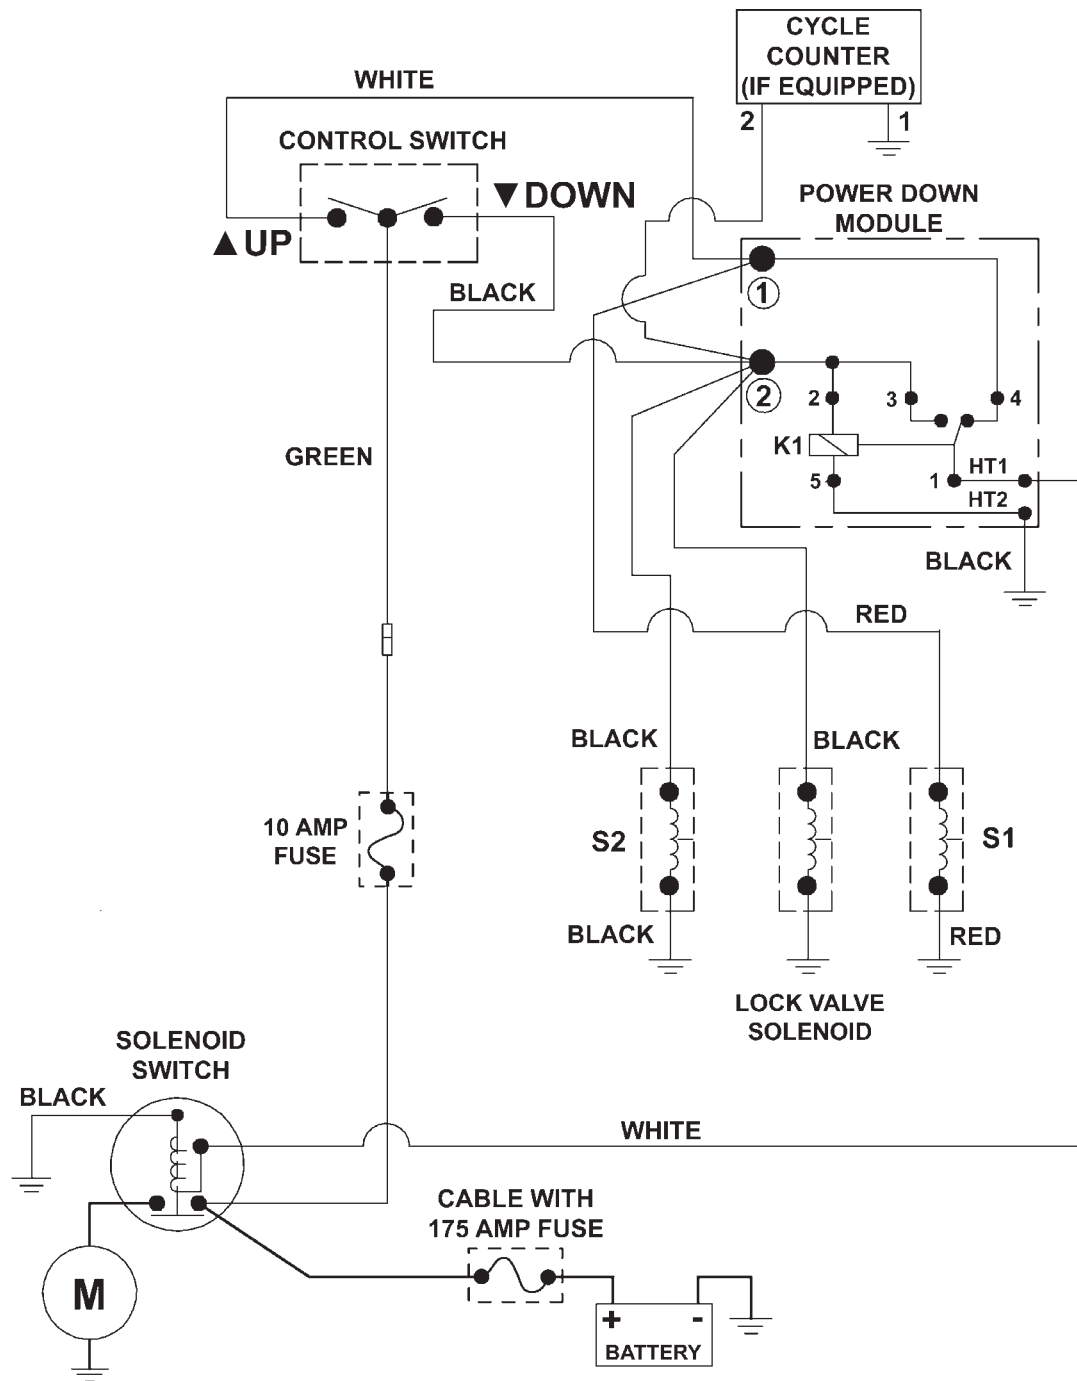 CYCLE
COUNTER
(IF EQUIPPED)
2
1
WHITE
CONTROL SWITCH
▼DOWN
▲UP
POWER DOWN
MODULE
BLACK
1
2
2
3
4
K1
5
1
HT1
HT2
GREEN
BLACK
RED
BLACK
BLACK
10 AMP
FUSE
S2
S1
BLACK
RED
LOCK VALVE
SOLENOID
SOLENOID
SWITCH
BLACK
WHITE
CABLE WITH
175 AMP FUSE
M
+
-
BATTERY